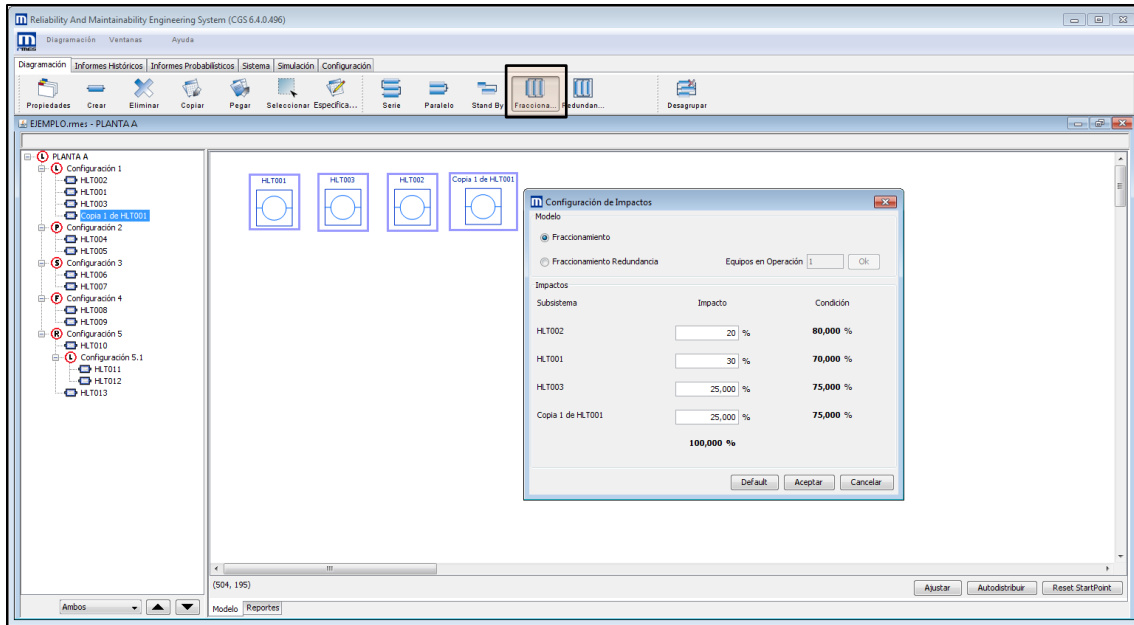 Reliability And Maintainability Engineering System (CGS 6.4.0.496)
Diagramación Ventanas Ayuda
Diagramación Informes Históricos Informes Probabilísticos Sistema Simulación Configuración
Propiedades Crear Eliminar Copiar Pegar Seleccionar Especifica... Serie Paralelo Stand By Fracciona... Redundan... Desagrupar
EJEMPLO.rmes - PLANTA A
PLANTA A
Configuración 1
HLT002
HLT001
HLT003
Copia 1 de HLT001
Configuración 2
HLT004
HLT005
Configuración 3
HLT006
HLT007
Configuración 4
HLT008
HLT009
Configuración 5
HLT010
Configuración 5.1
HLT011
HLT012
HLT013
HLT001 HLT003 HLT002 Copia 1 de HLT001
Configuración de Impactos
Modelo
Fraccionamiento
Fraccionamiento Redundancia Equipos en Operación 1 Ok
Impactos
Subsistema Impacto Condición
HLT002 20 % 80,000 %
HLT001 30 % 70,000 %
HLT003 25,000 % 75,000 %
Copia 1 de HLT001 25,000 % 75,000 %
100,000 %
Default Aceptar Cancelar
(504, 195)
Ajustar Autodistribuir Reset StartPoint
Ambos
Modelo Reportes